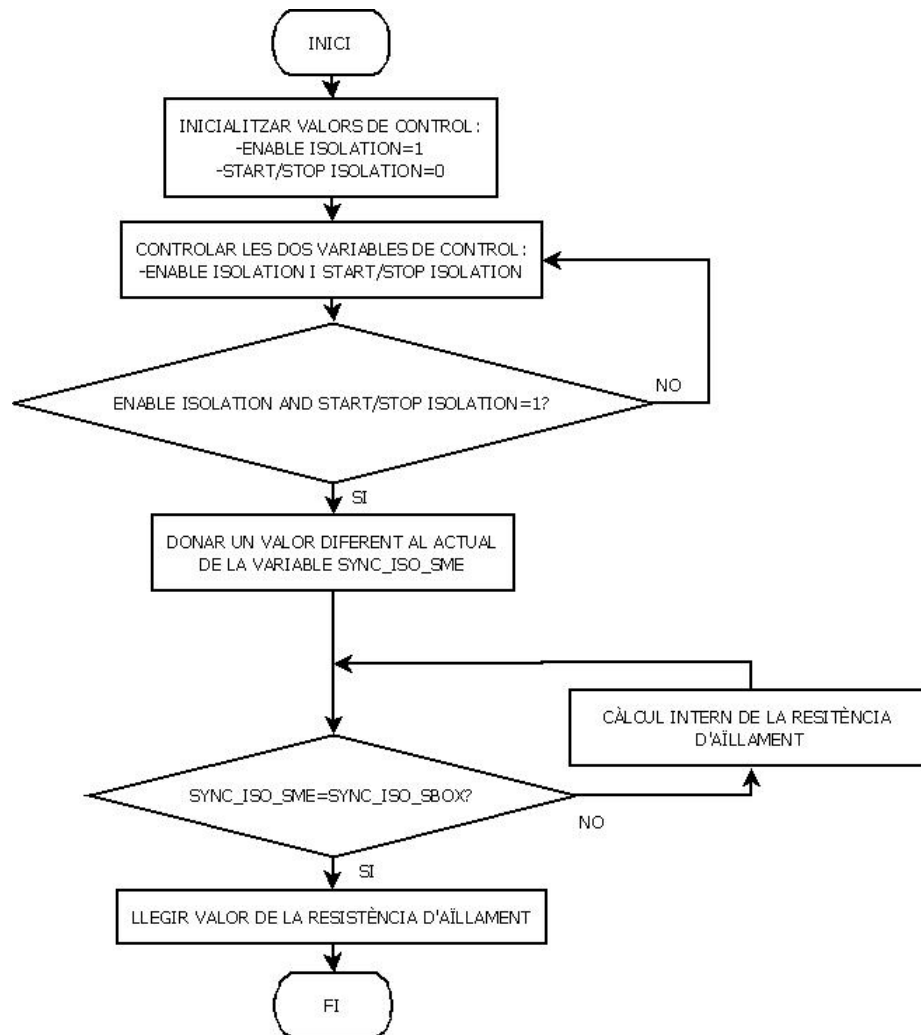 INICI
INICIALITZAR VALORS DE CONTROL:
-ENABLE ISOLATION=1
-START/STOP ISOLATION=0
CONTROLAR LES DOS VARIABLES DE CONTROL:
-ENABLE ISOLATION I START/STOP ISOLATION
ENABLE ISOLATION AND START/STOP ISOLATION=1?
NO
SI
DONAR UN VALOR DIFERENT AL ACTUAL
DE LA VARIABLE SYNC_ISO_SME
CÀLCUL INTERN DE LA RESITÈNCIA
D'AÏLLAMENT
SYNC_ISO_SME=SYNC_ISO_SBOX?
NO
SI
LLEGIR VALOR DE LA RESISTÈNCIA D'AÏLLAMENT
FI